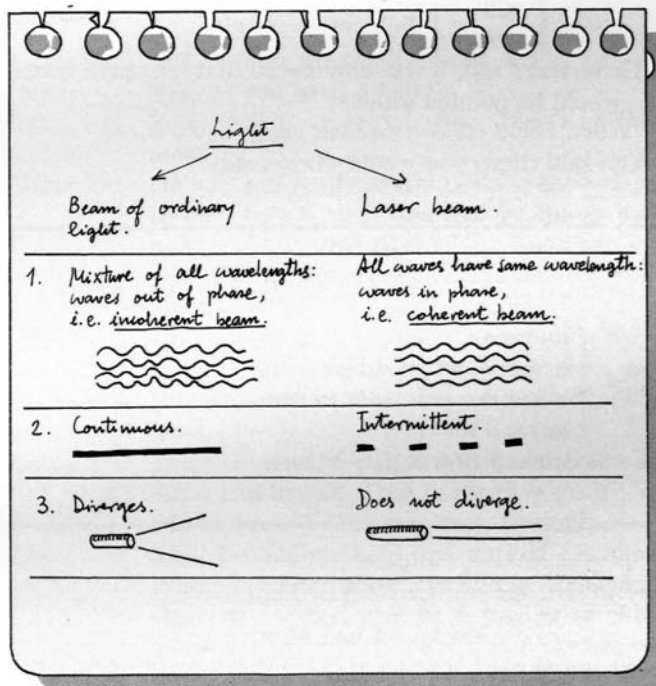 Light
Beam of ordinary
light.
Laser beam.
1. Mixture of all wavelengths:
waves out of phase,
i.e. incoherent beam.
All waves have same wavelength:
waves in phase,
i.e. coherent beam.
2. Continuous.
Intermittent.
3. Diverges.
Does not diverge.